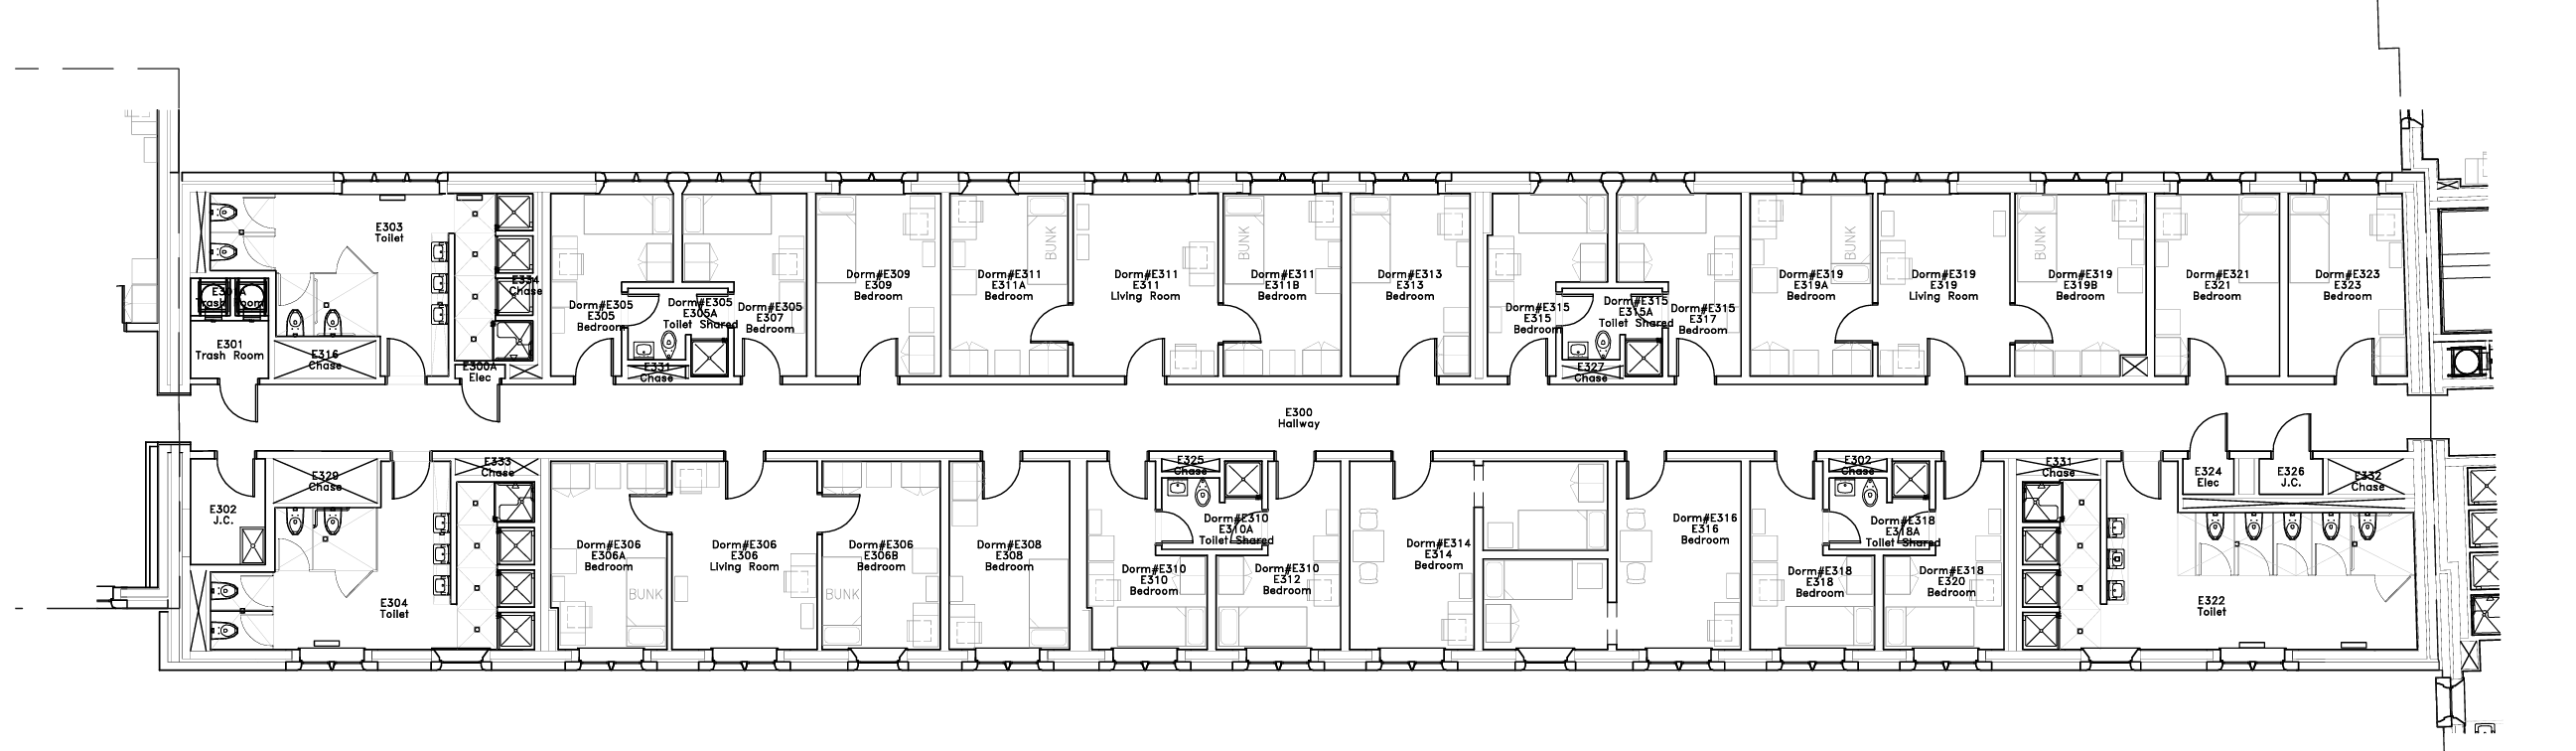 E303
Toilet
E334
Chase
Trash Room
E301
Trash Room
E316
Chase
E300A
Elec
Dorm#E305
E305
Bedroom
Dorm#E305
E305A
Toilet Shared
Dorm#E305
E307
Bedroom
E331
Chase
Dorm#E309
E309
Bedroom
Dorm#E311
E311A
Bedroom
BUNK
Dorm#E311
E311
Living Room
BUNK
Dorm#E311
E311B
Bedroom
Dorm#E313
E313
Bedroom
Dorm#E315
E315
Bedroom
Dorm#E315
E315A
Toilet Shared
Dorm#E315
E317
Bedroom
E327
Chase
Dorm#E319
E319A
Bedroom
BUNK
Dorm#E319
E319
Living Room
BUNK
Dorm#E319
E319B
Bedroom
Dorm#E321
E321
Bedroom
Dorm#E323
E323
Bedroom
E300
Hallway
E302
J.C.
E329
Chase
E333
Chase
E304
Toilet
Dorm#E306
E306A
Bedroom
BUNK
Dorm#E306
E306
Living Room
Dorm#E306
E306B
Bedroom
BUNK
Dorm#E308
E308
Bedroom
E325
Chase
Dorm#E310
E310A
Toilet Shared
Dorm#E310
E310
Bedroom
Dorm#E310
E312
Bedroom
Dorm#E314
E314
Bedroom
Dorm#E316
E316
Bedroom
E302
Chase
Dorm#E318
E318A
Toilet Shared
Dorm#E318
E318
Bedroom
Dorm#E318
E320
Bedroom
E331
Chase
E324
Elec
E326
J.C.
E332
Chase
E322
Toilet